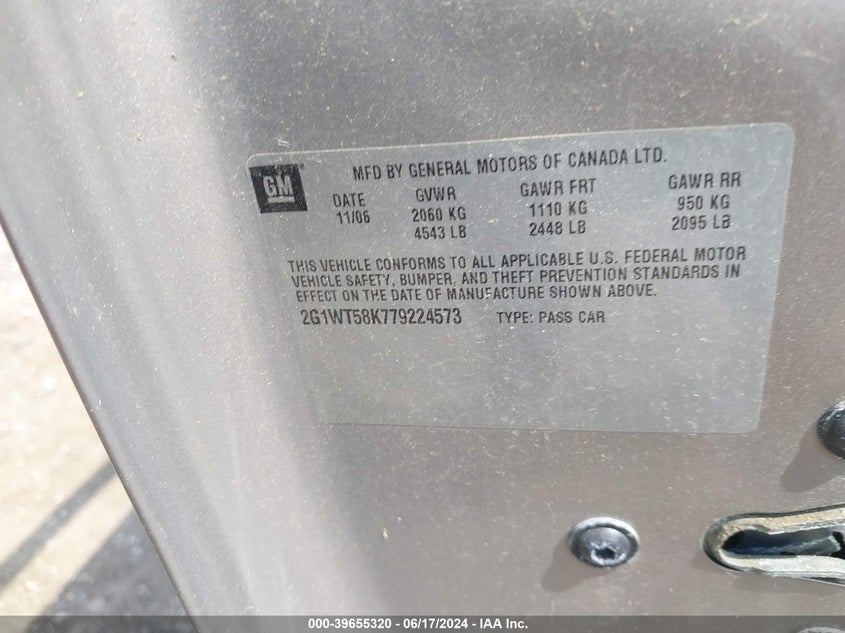 GM
MFD BY GENERAL MOTORS OF CANADA LTD.
DATE GVWR GAWR FRT GAWR RR
11/06 2060 KG 1110 KG 950 KG
4543 LB 2448 LB 2095 LB
THIS VEHICLE CONFORMS TO ALL APPLICABLE U.S. FEDERAL MOTOR
VEHICLE SAFETY, BUMPER, AND THEFT PREVENTION STANDARDS IN
EFFECT ON THE DATE OF MANUFACTURE SHOWN ABOVE.
2G1WT58K779224573 TYPE: PASS CAR
000-39655320 - 06/17/2024 - IAA Inc.